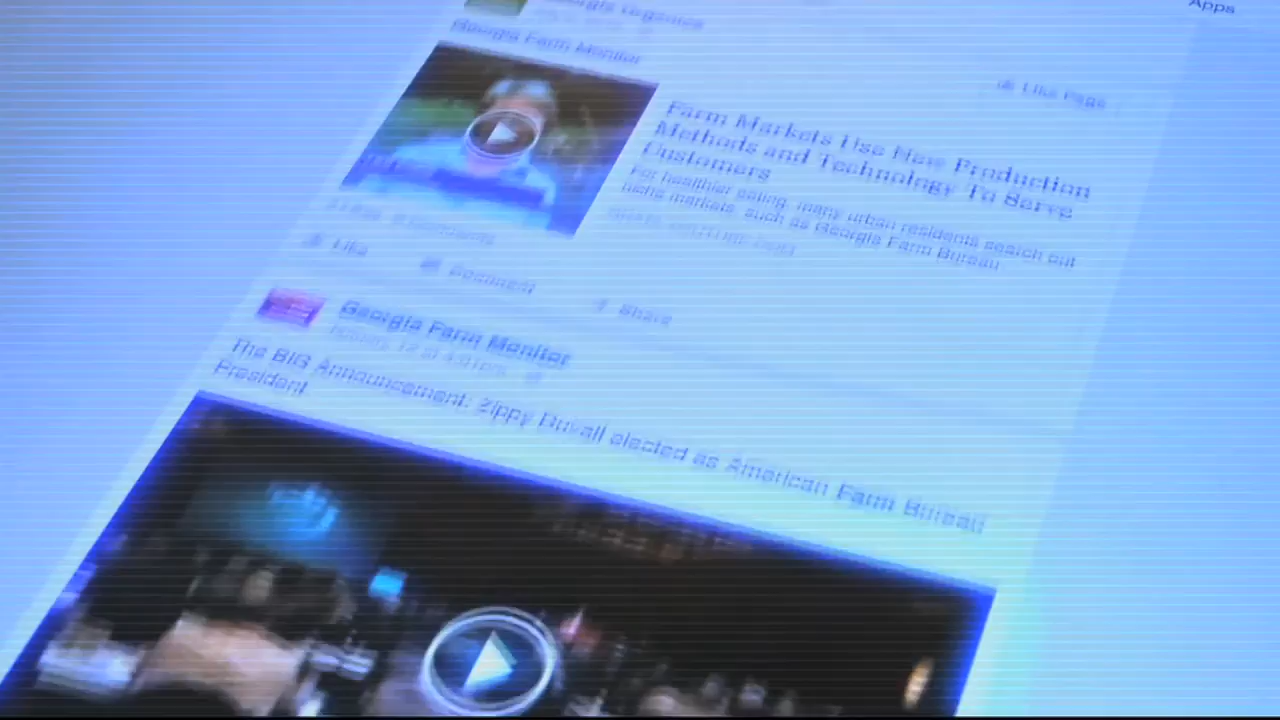 Apps
Georgia Farm Monitor
Like Page
Farm Markets Use New Production
Methods and Technology To Serve
Customers
For healthier eating, many urban residents search out
farms markets, such as Georgia Farm Bureau
Like
Comment
Share
Georgia Farm Monitor
The BIG Announcement: Zippy Duvall elected as American Farm Bureau
President